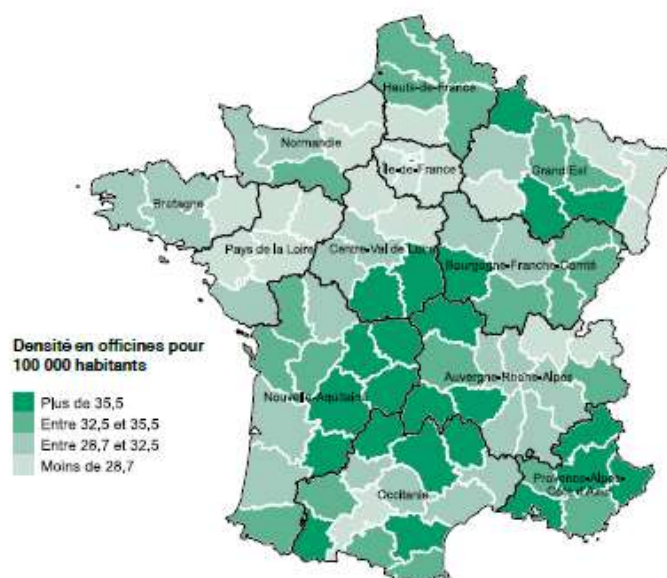 Hauts-de-France
Normandie
Île-de-France
Grand Est
Bretagne
Pays de la Loire
Centre-Val de Loire
Bourgogne-Franche-Comté
Densité en officines pour
100 000 habitants
Plus de 35,5
Entre 32,5 et 35,5
Entre 28,7 et 32,5
Moins de 28,7
Nouvelle-Aquitaine
Auvergne-Rhône-Alpes
Occitanie
Provence-Alpes-
Côte d'Azur